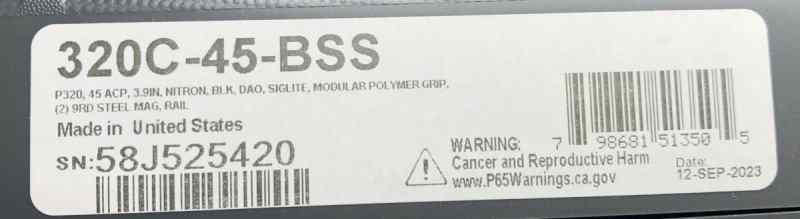 320C-45-BSS
P320, 45 ACP, 3.9IN, NITRON, BLK, DAO, SIGLITE, MODULAR POLYMER GRIP,
(2) 9RD STEEL MAG, RAIL
Made in United States
SN:58J525420
WARNING:
Cancer and Reproductive Harm
www.P65Warnings.ca.gov
7 98681 51350 5
Date:
12-SEP-2023